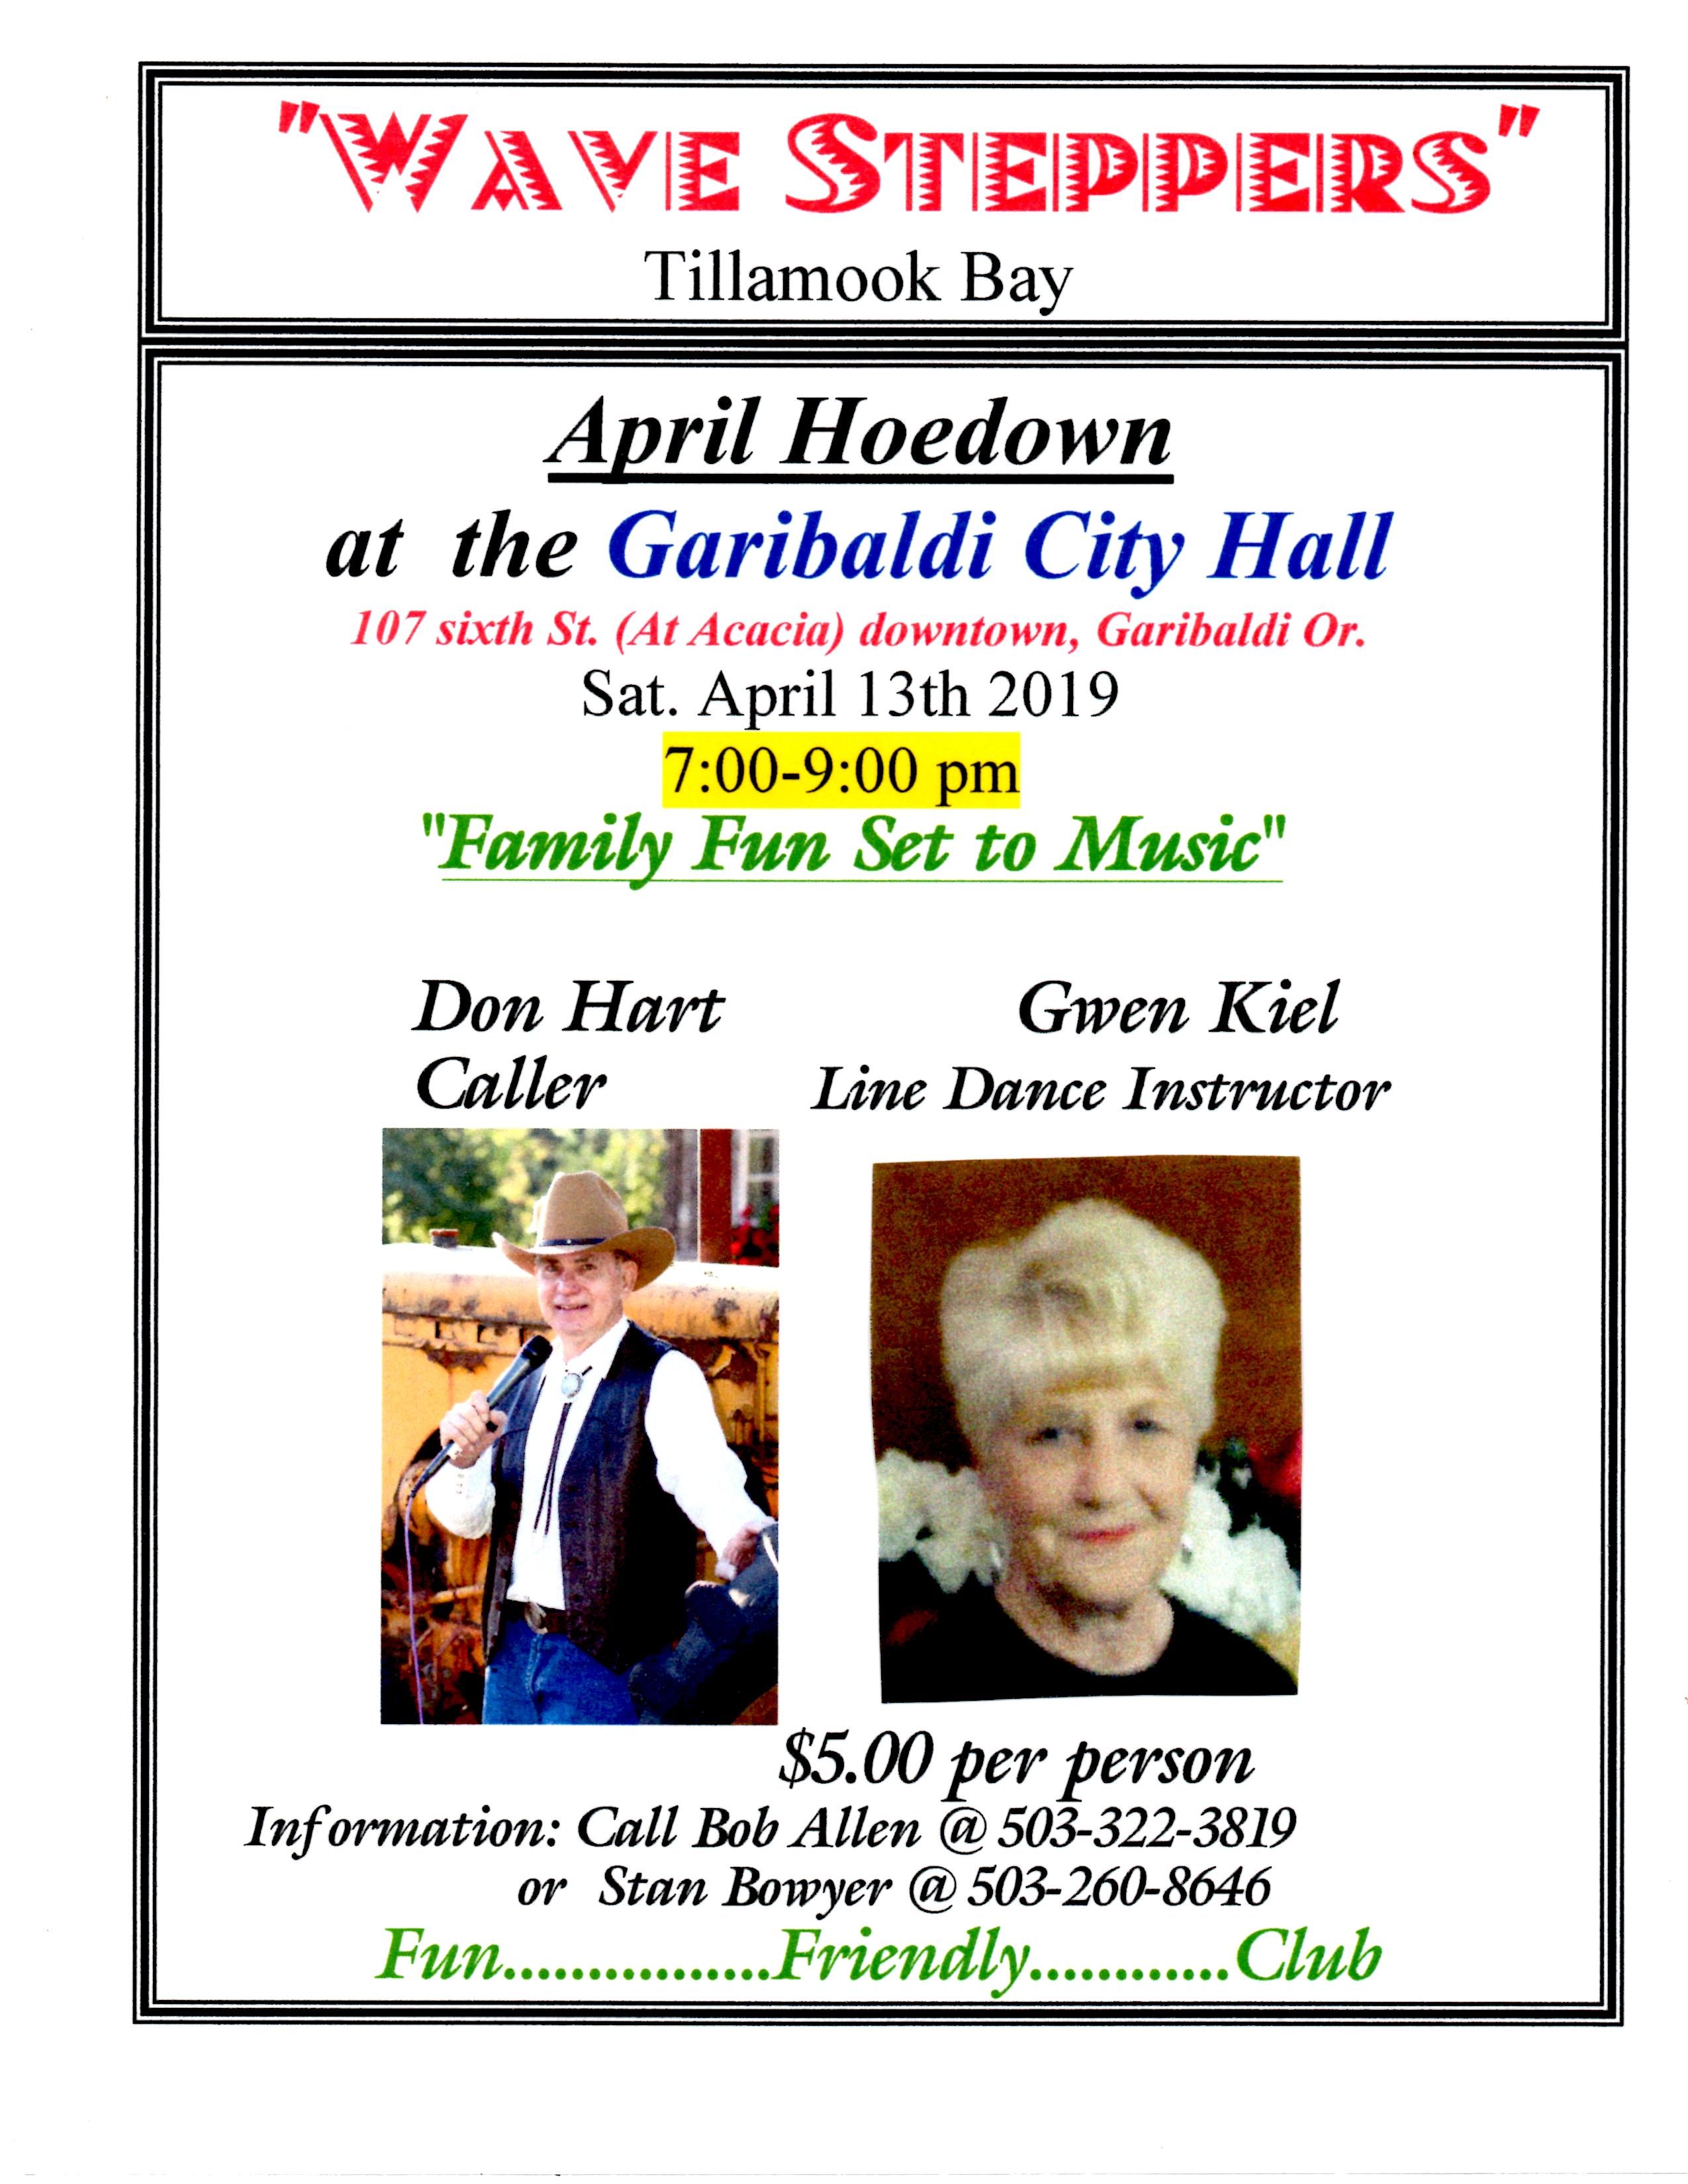 "WAVE STEPPERS"
Tillamook Bay
April Hoedown
at the Garibaldi City Hall
107 sixth St. (At Acacia) downtown, Garibaldi Or.
Sat. April 13th 2019
7:00-9:00 pm
"Family Fun Set to Music"
Don Hart
Caller
Gwen Kiel
Line Dance Instructor
$5.00 per person
Information: Call Bob Allen @ 503-322-3819
or Stan Bowyer @ 503-260-8646
Fun................Friendly............Club